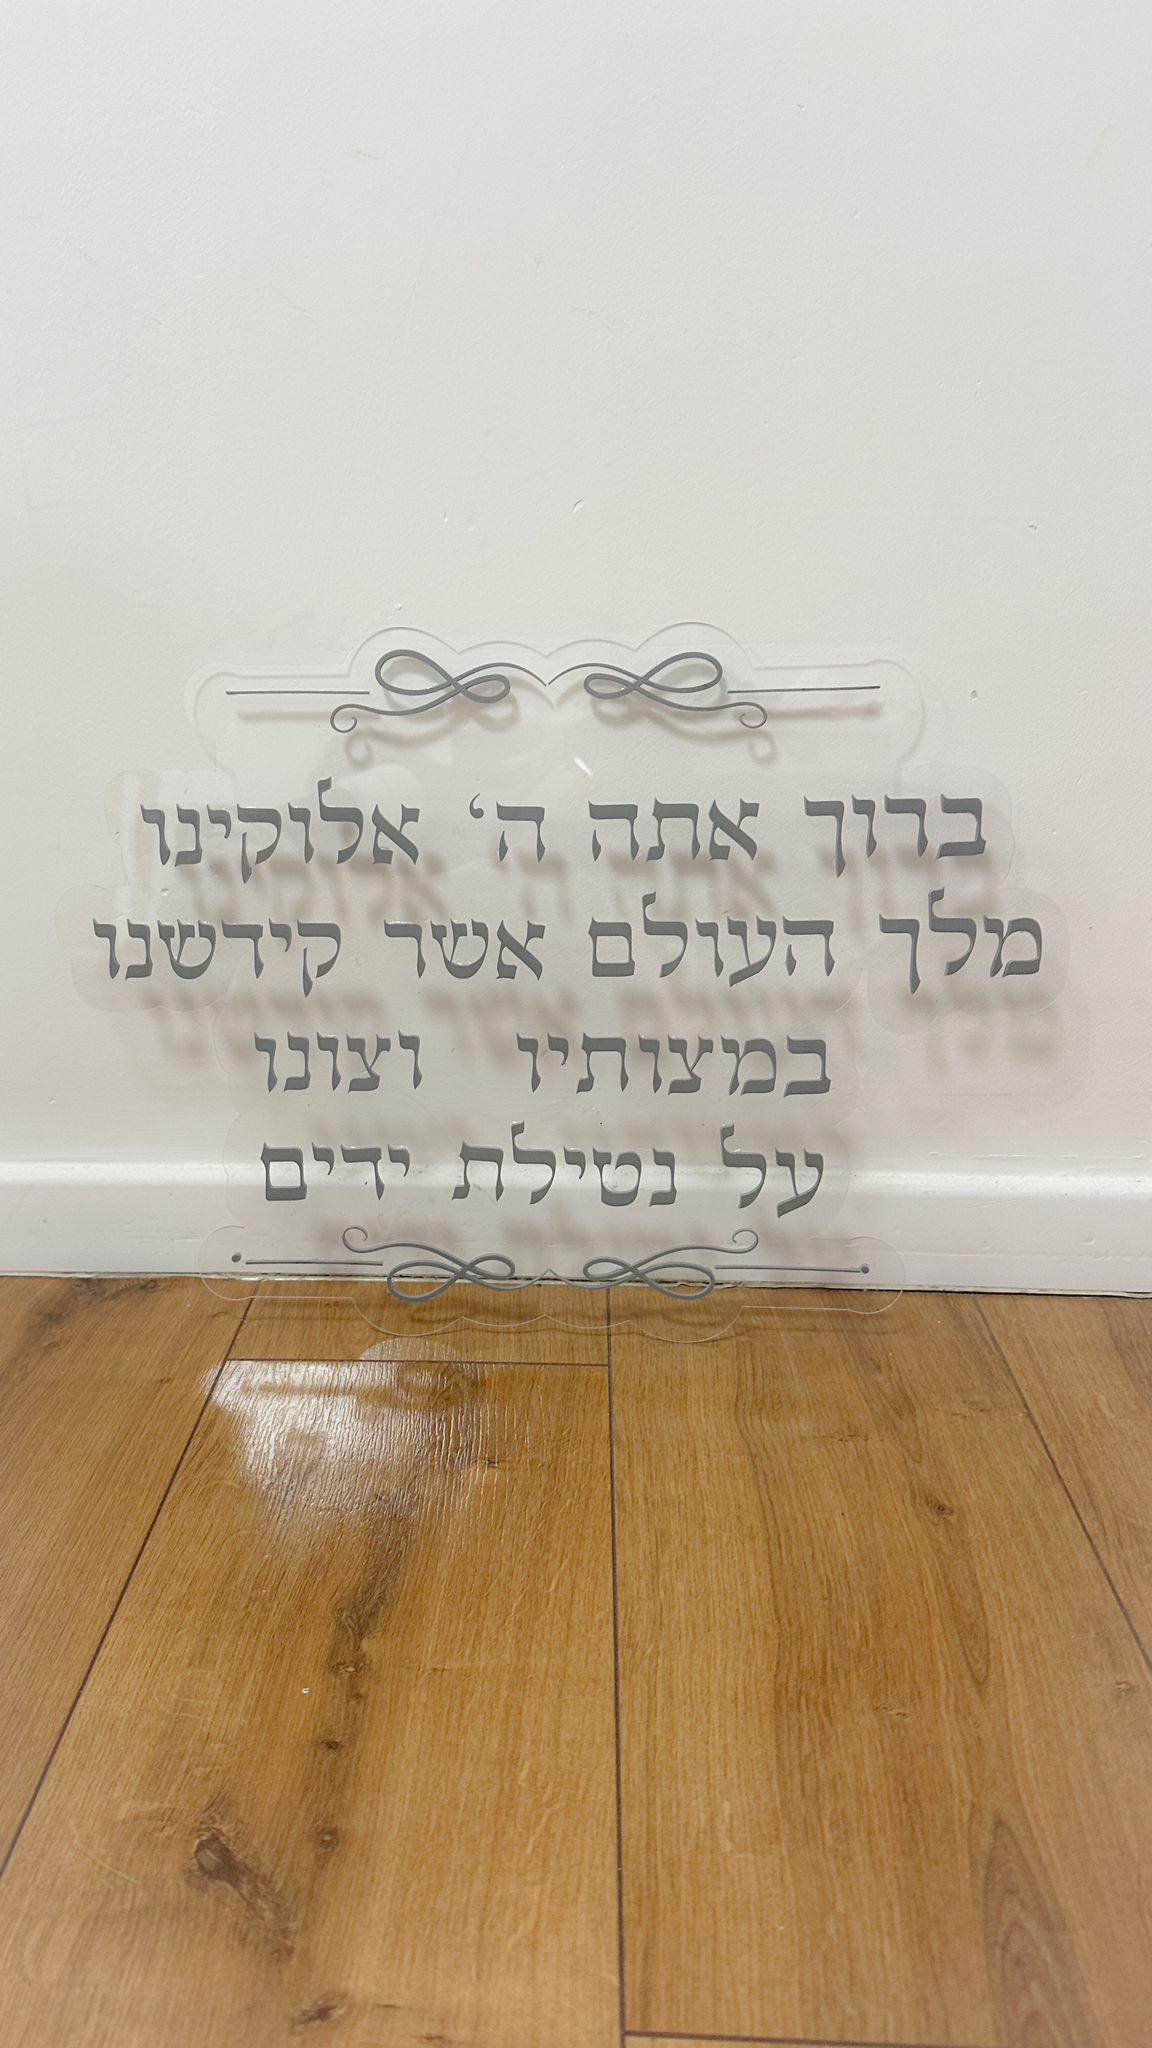 ברוך אתה ה' אלוקינו
מלך העולם אשר קידשנו
במצותיו וצונו
על נטילת ידים